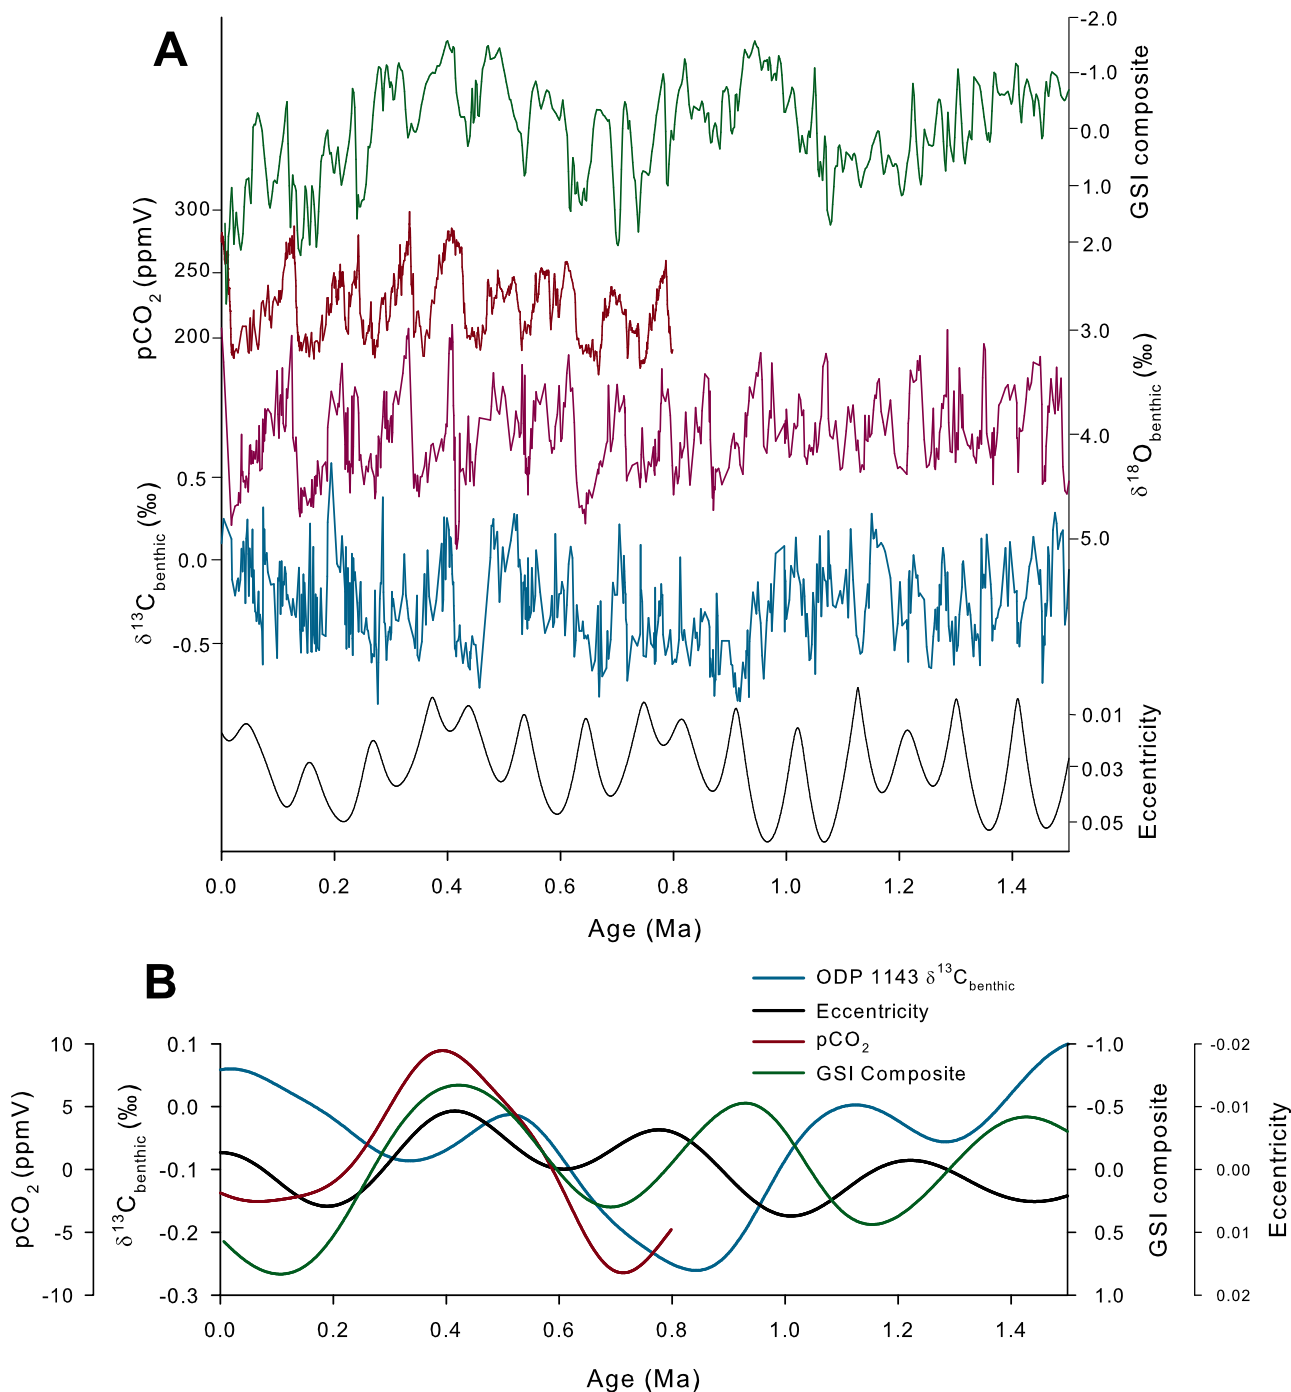 A
-2.0
-1.0
0.0
1.0
2.0
GSI composite
300
250
200
pCO2 (ppmV)
3.0
4.0
5.0
δ18Obenthic (‰)
0.5
0.0
-0.5
δ13Cbenthic (‰)
0.01
0.03
0.05
Eccentricity
0.0 0.2 0.4 0.6 0.8 1.0 1.2 1.4
Age (Ma)
B
ODP 1143 δ13Cbenthic
Eccentricity
pCO2
GSI Composite
10
5
0
-5
-10
pCO2 (ppmV)
0.1
0.0
-0.1
-0.2
-0.3
δ13Cbenthic (‰)
-1.0
-0.5
0.0
0.5
1.0
GSI composite
-0.02
-0.01
0.00
0.01
0.02
Eccentricity
0.0 0.2 0.4 0.6 0.8 1.0 1.2 1.4
Age (Ma)